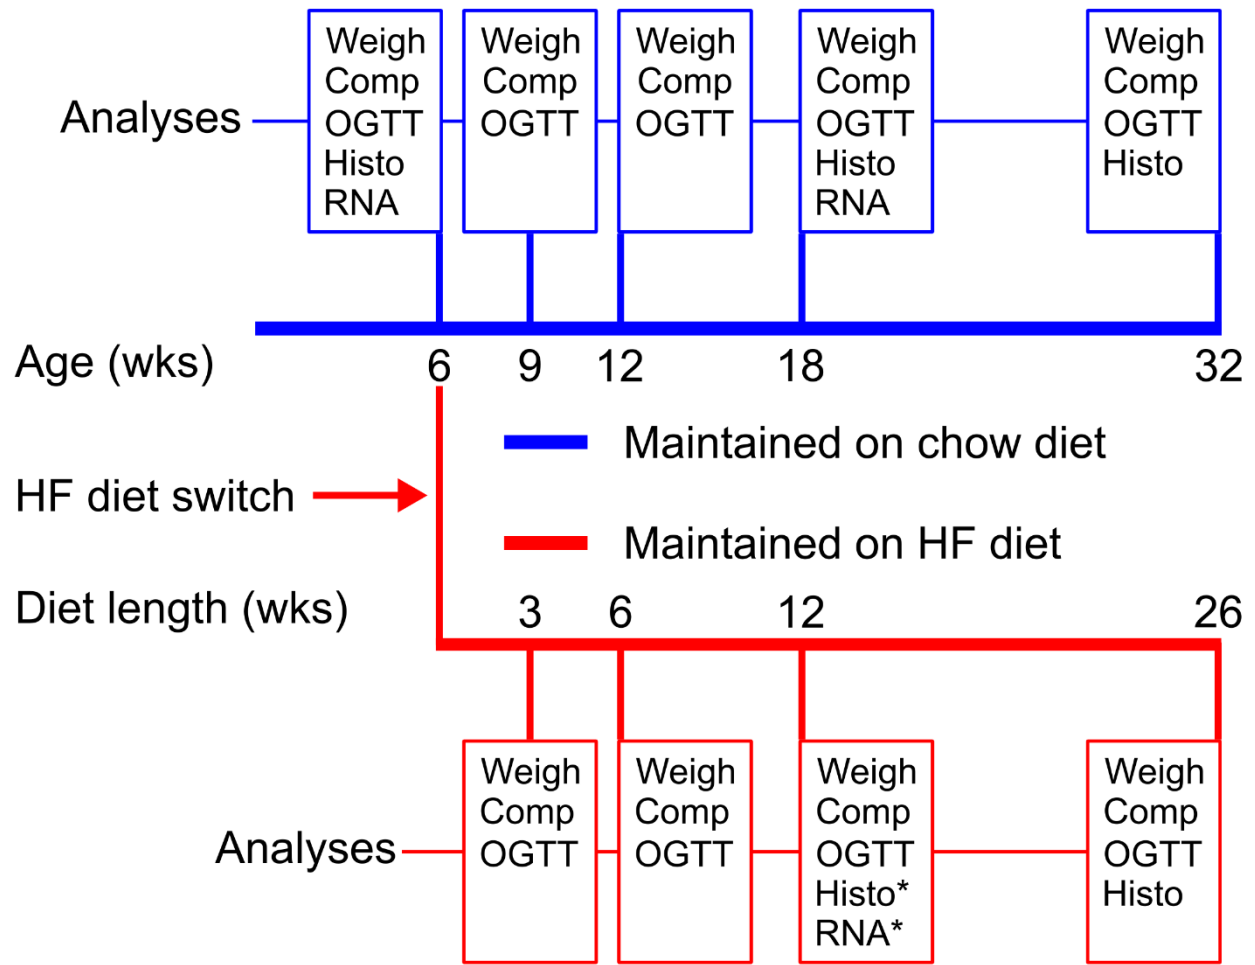 Analyses
Weigh
Comp
OGTT
Histo
RNA
Weigh
Comp
OGTT
Weigh
Comp
OGTT
Weigh
Comp
OGTT
Histo
RNA
Weigh
Comp
OGTT
Histo
Age (wks)
6 9 12 18 32
Maintained on chow diet
HF diet switch
Maintained on HF diet
Diet length (wks)
3 6 12 26
Analyses
Weigh
Comp
OGTT
Weigh
Comp
OGTT
Weigh
Comp
OGTT
Histo*
RNA*
Weigh
Comp
OGTT
Histo